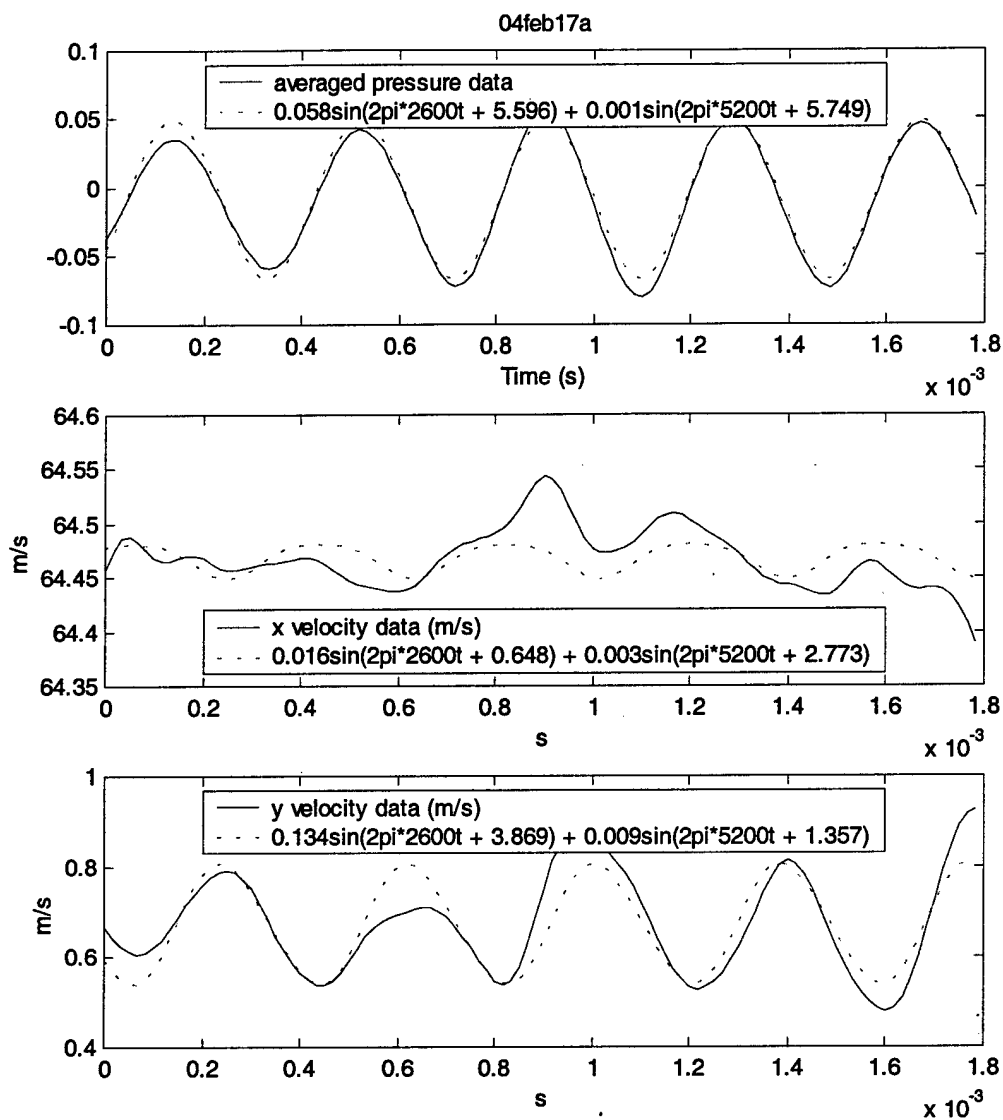 04feb17a
0.1
averaged pressure data
0.058sin(2pi*2600t + 5.596) + 0.001sin(2pi*5200t + 5.749)
0.05
0
-0.05
-0.1
0 0.2 0.4 0.6 0.8 1 1.2 1.4 1.6 1.8
Time (s)
x 10^-3
64.6
64.55
64.5
64.45
64.4
64.35
m/s
x velocity data (m/s)
0.016sin(2pi*2600t + 0.648) + 0.003sin(2pi*5200t + 2.773)
0 0.2 0.4 0.6 0.8 1 1.2 1.4 1.6 1.8
s
x 10^-3
1
0.8
0.6
0.4
m/s
y velocity data (m/s)
0.134sin(2pi*2600t + 3.869) + 0.009sin(2pi*5200t + 1.357)
0 0.2 0.4 0.6 0.8 1 1.2 1.4 1.6 1.8
s
x 10^-3